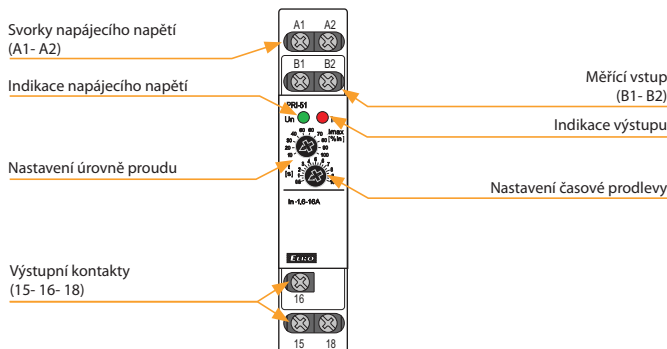 Svorky napájecího napětí
(A1- A2)
Indikace napájecího napětí
Nastavení úrovně proudu
Výstupní kontakty
(15- 16- 18)
A1 A2
B1 B2
PRI-51
Un
Imax
[%In]
[s]
In -1,6-16A
ELKO
16
15 18
Měřící vstup
(B1- B2)
Indikace výstupu
Nastavení časové prodlevy